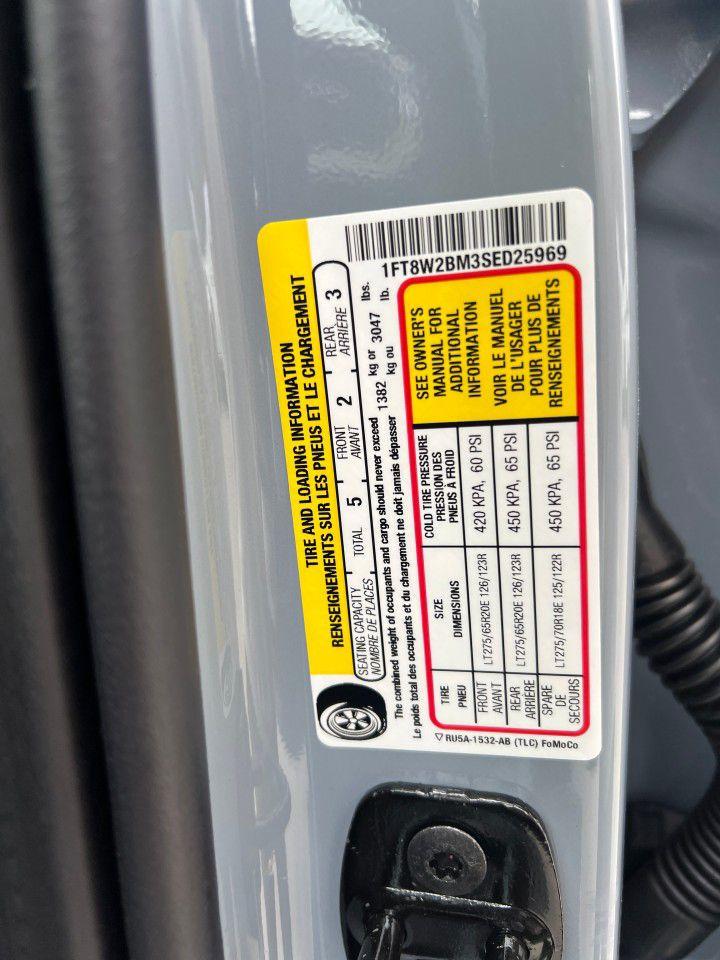 1FT8W2BM3SED25969
TIRE AND LOADING INFORMATION
RENSEIGNEMENTS SUR LES PNEUS ET LE CHARGEMENT
SEATING CAPACITY TOTAL 5 FRONT 2 REAR 3
NOMBRE DE PLACES AVANT ARRIÈRE
The combined weight of occupants and cargo should never exceed 1382 kg or 3047 lbs.
Le poids total des occupants et du chargement ne doit jamais dépasser kg ou lb.
TIRE SIZE COLD TIRE PRESSURE
PNEU DIMENSIONS PRESSION DES
PNEUS À FROID
FRONT LT275/65R20E 126/123R 420 KPA, 60 PSI
AVANT
REAR LT275/65R20E 126/123R 450 KPA, 65 PSI
ARRIÈRE
SPARE LT275/70R18E 125/122R 450 KPA, 65 PSI
DE
SECOURS
SEE OWNER'S
MANUAL FOR
ADDITIONAL
INFORMATION
VOIR LE MANUEL
DE L'USAGER
POUR PLUS DE
RENSEIGNEMENTS
RU5A-1532-AB (TLC) FoMoCo